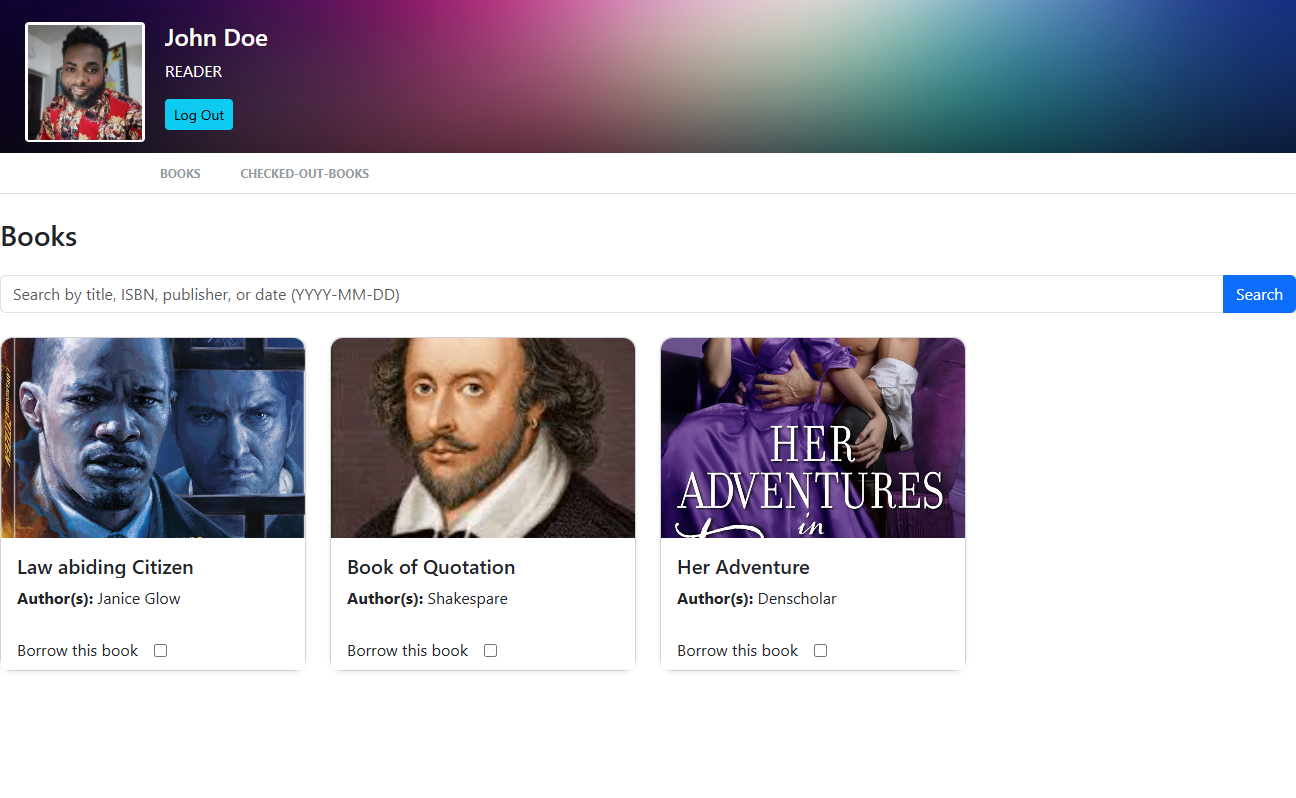 John Doe
READER
Log Out
BOOKS CHECKED-OUT-BOOKS
Books
Search by title, ISBN, publisher, or date (YYYY-MM-DD) Search
HER
ADVENTURES
in
Law abiding Citizen
Author(s): Janice Glow
Borrow this book
Book of Quotation
Author(s): Shakespare
Borrow this book
Her Adventure
Author(s): Denscholar
Borrow this book